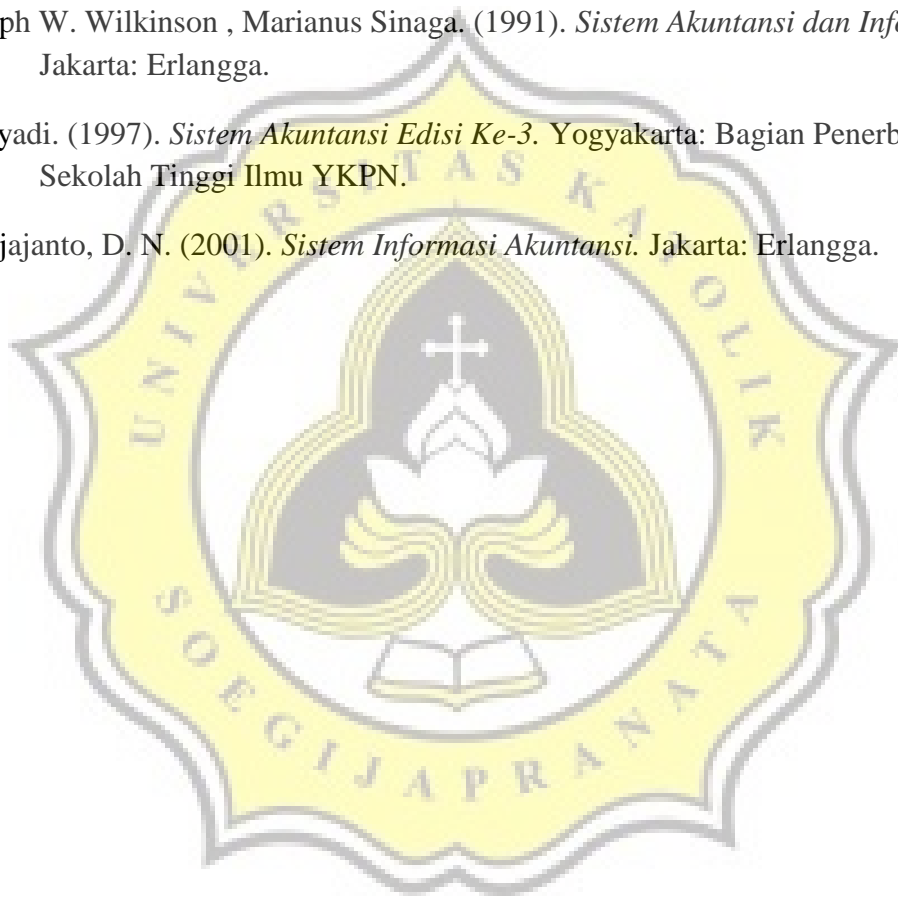 ph W. Wilkinson , Marianus Sinaga. (1991). Sistem Akuntansi dan Info
Jakarta: Erlangga.
yadi. (1997). Sistem Akuntansi Edisi Ke-3. Yogyakarta: Bagian Penerb
Sekolah Tinggi Ilmu YKPN.
jajanto, D. N. (2001). Sistem Informasi Akuntansi. Jakarta: Erlangga.
UNIVERSITAS KATOLIK
SOEGIJAPRANATA